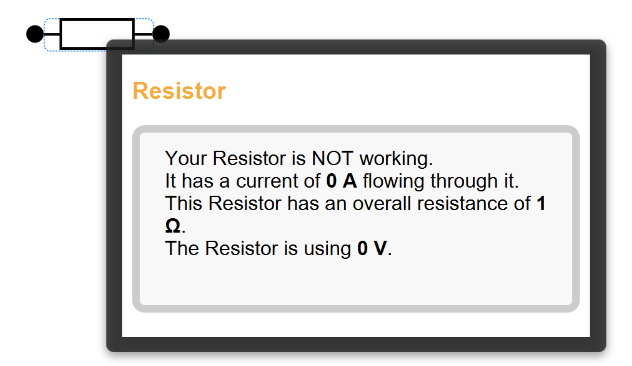 Resistor
Your Resistor is NOT working.
It has a current of 0 A flowing through it.
This Resistor has an overall resistance of 1
Ω.
The Resistor is using 0 V.